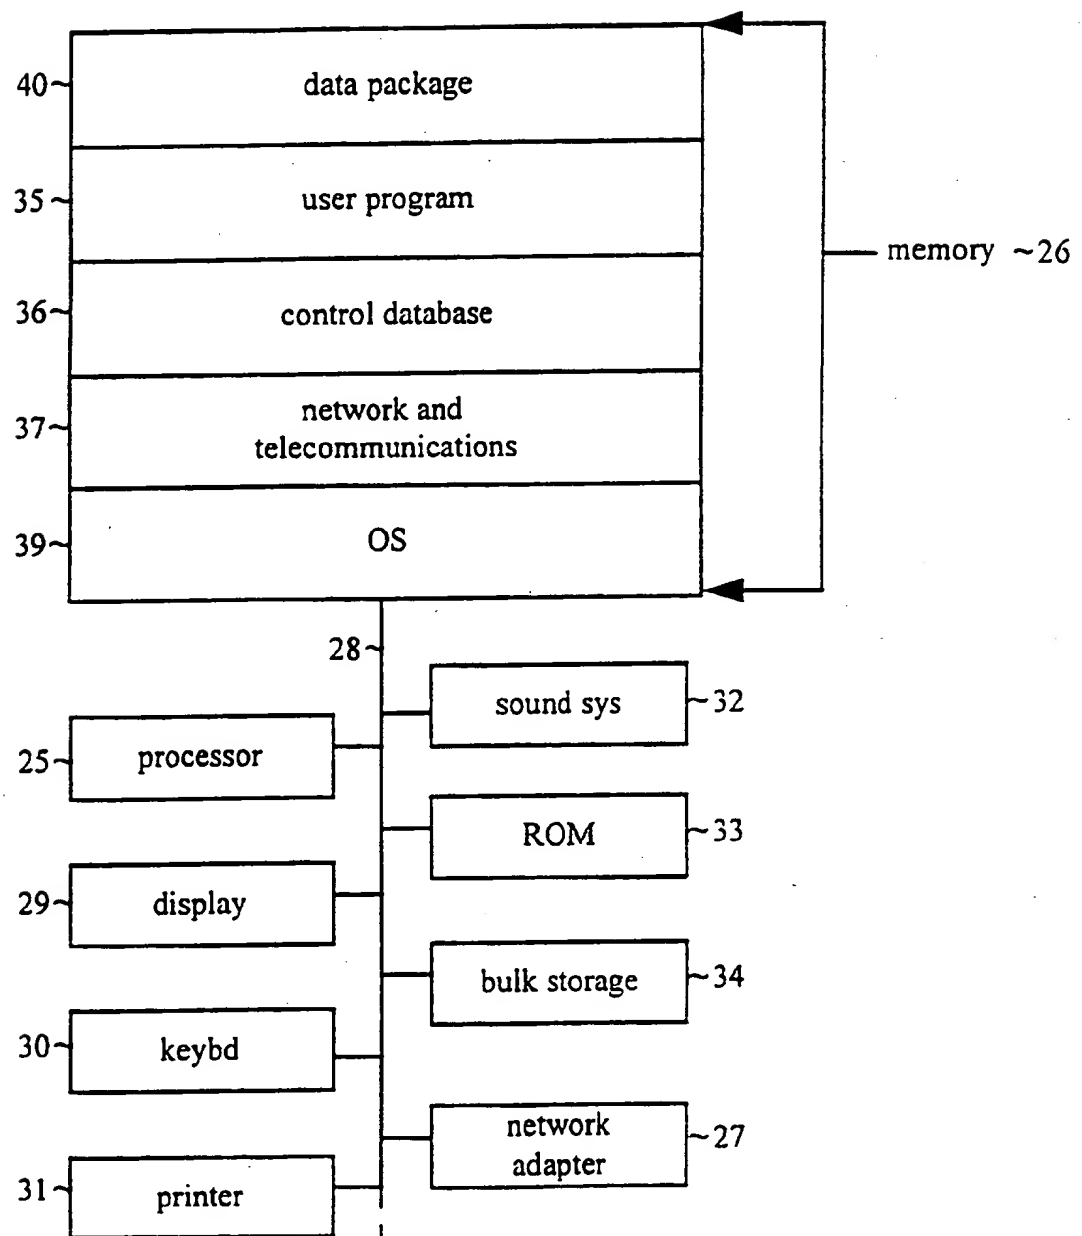 40~ data package
35~ user program
memory ~26
36~ control database
37~ network and
telecommunications
39~ OS
28~
sound sys ~32
25~ processor
ROM ~33
29~ display
bulk storage ~34
30~ keybd
network
adapter ~27
31~ printer